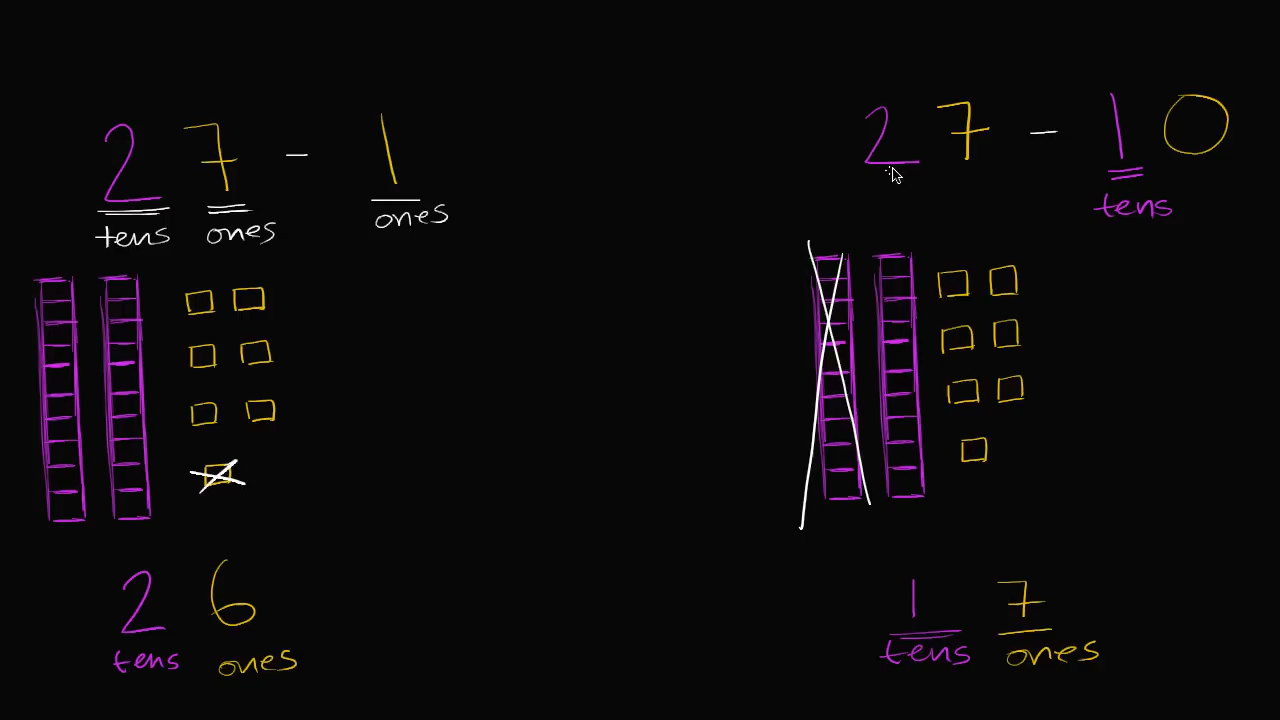 27 - 1
tens ones ones
26
tens ones
27 - 10
tens
17
tens ones